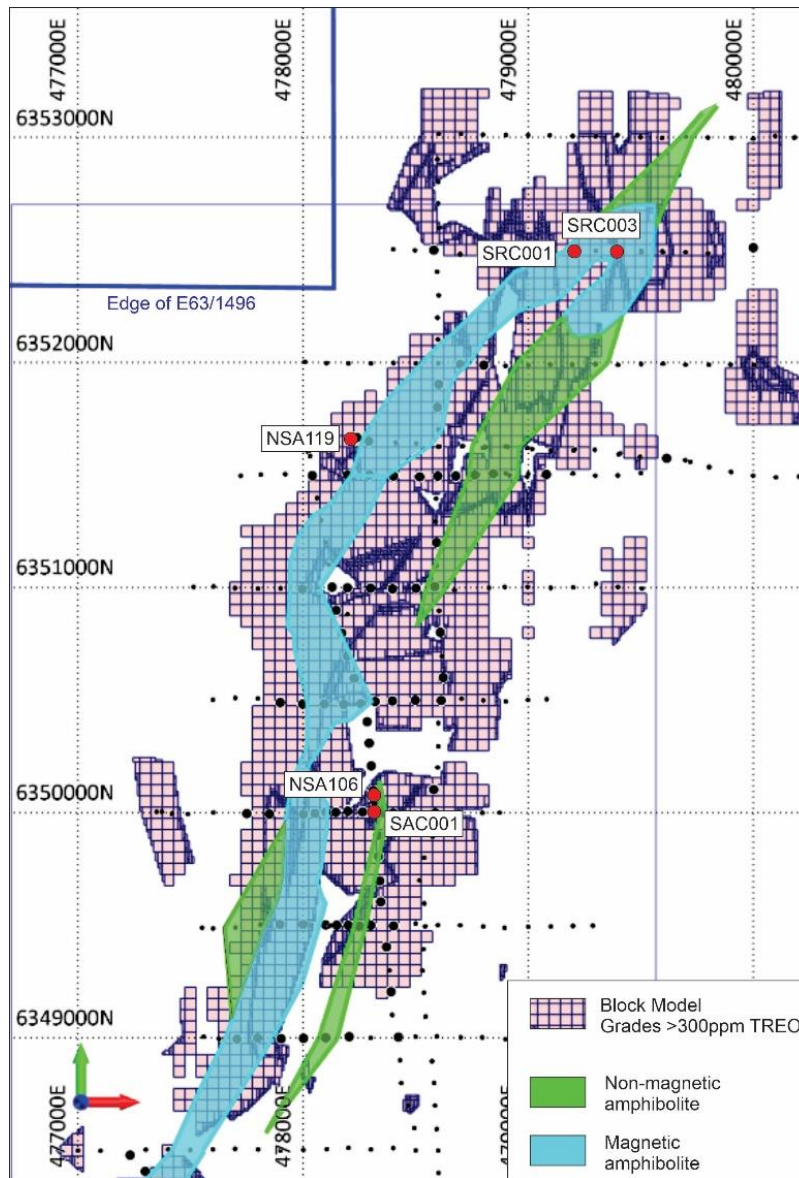 477000E
478000E
479000E
480000E
6353000N
SRC003
SRC001
Edge of E63/1496
6352000N
NSA119
6351000N
NSA106
6350000N
SAC001
6349000N
Block Model
Grades >300ppm TREO
Non-magnetic
amphibolite
Magnetic
amphibolite
477000E
478000E